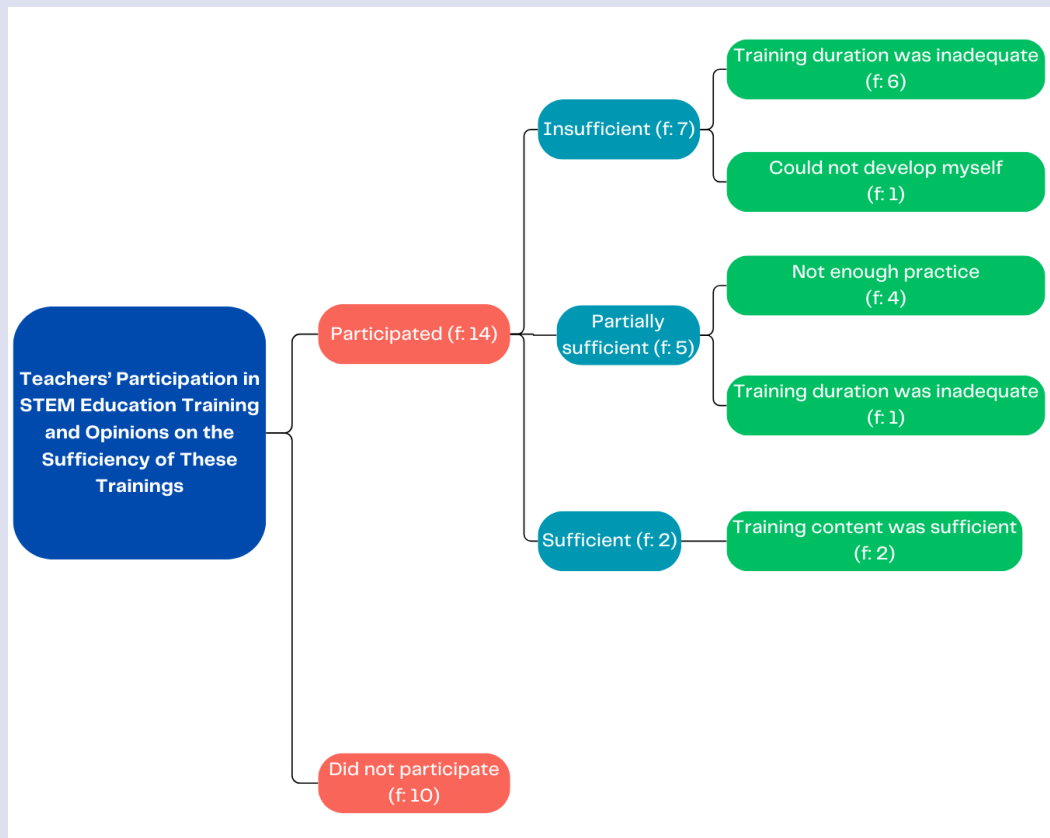 Teachers’ Participation in
STEM Education Training
and Opinions on the
Sufficiency of These
Trainings
Participated (f: 14)
Insufficient (f: 7)
Training duration was inadequate
(f: 6)
Could not develop myself
(f: 1)
Partially
sufficient (f: 5)
Not enough practice
(f: 4)
Training duration was inadequate
(f: 1)
Sufficient (f: 2)
Training content was sufficient
(f: 2)
Did not participate
(f: 10)